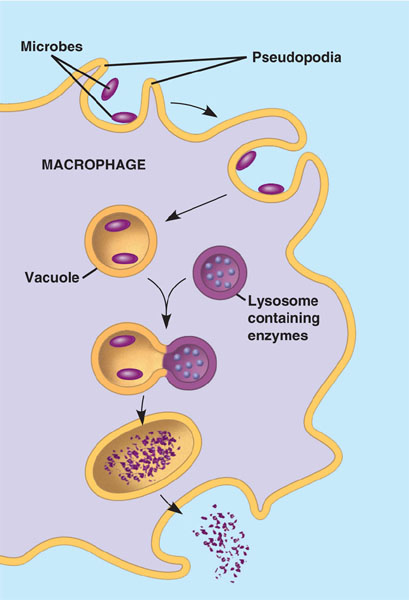 Microbes
Pseudopodia
MACROPHAGE
Vacuole
Lysosome
containing
enzymes